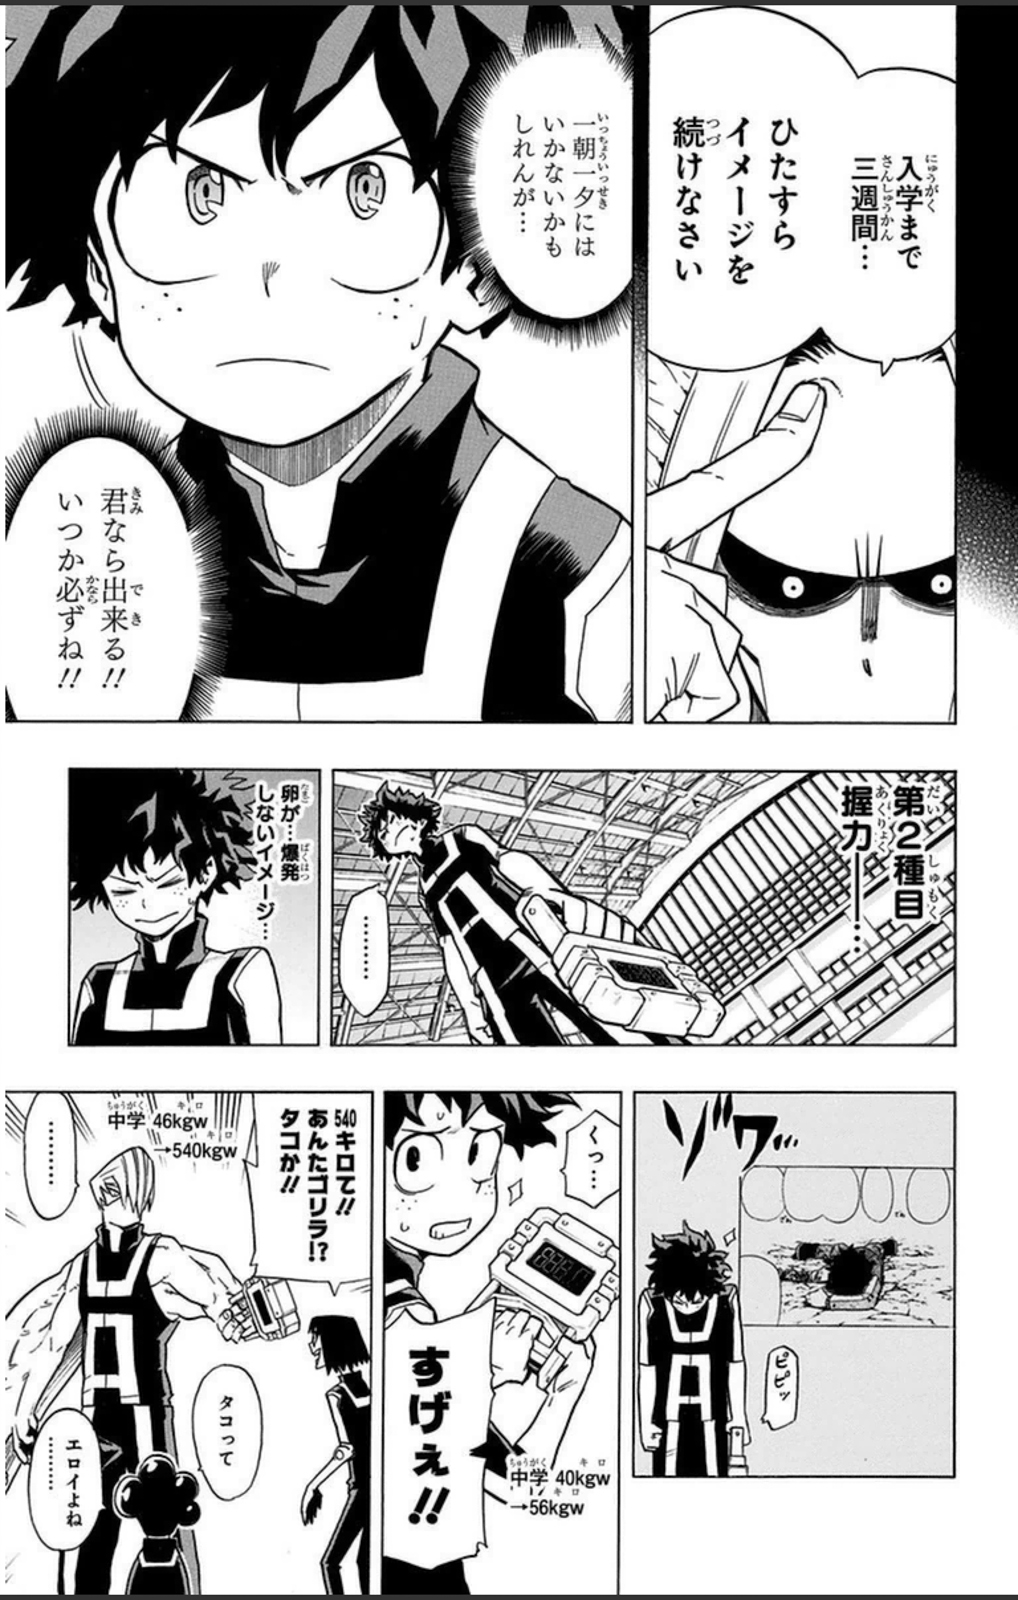 入学まで
三週間…
ひたすら
イメージを
続けなさい
一朝一夕には
いかないかも
しれんが…
君なら出来る!!
いつか必ずね!!
第2種目
握力───…
………
卵が…爆発
しないイメージ…
ゾワ…
でん
でん
ピピッ
くっ…
中学 40kgw
→56kgw
すげぇ!!
540キロて!!
あんたゴリラ!?
タコか!!
中学 46kgw
→540kgw
………
タコって
エロイよね
………